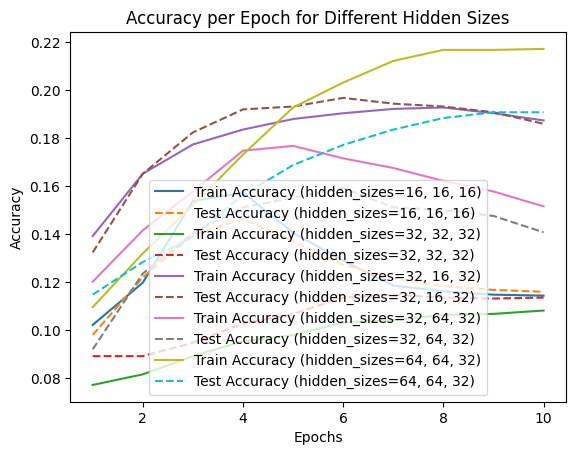 Accuracy per Epoch for Different Hidden Sizes
Accuracy
0.22
0.20
0.18
0.16
0.14
0.12
0.10
0.08
Train Accuracy (hidden_sizes=16, 16, 16)
Test Accuracy (hidden_sizes=16, 16, 16)
Train Accuracy (hidden_sizes=32, 32, 32)
Test Accuracy (hidden_sizes=32, 32, 32)
Train Accuracy (hidden_sizes=32, 16, 32)
Test Accuracy (hidden_sizes=32, 16, 32)
Train Accuracy (hidden_sizes=32, 64, 32)
Test Accuracy (hidden_sizes=32, 64, 32)
Train Accuracy (hidden_sizes=64, 64, 32)
Test Accuracy (hidden_sizes=64, 64, 32)
2 4 6 8 10
Epochs